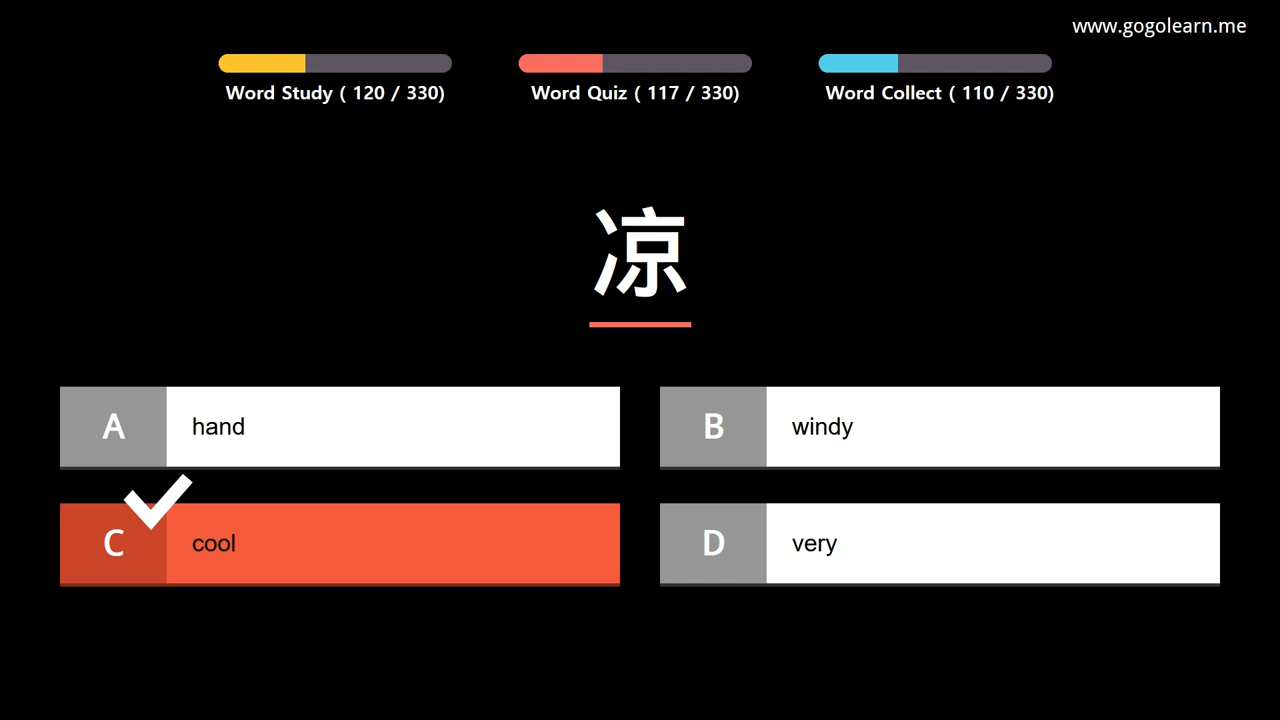 www.gogolearn.me
Word Study ( 120 / 330)
Word Quiz ( 117 / 330)
Word Collect ( 110 / 330)
凉
A hand
B windy
C cool
D very